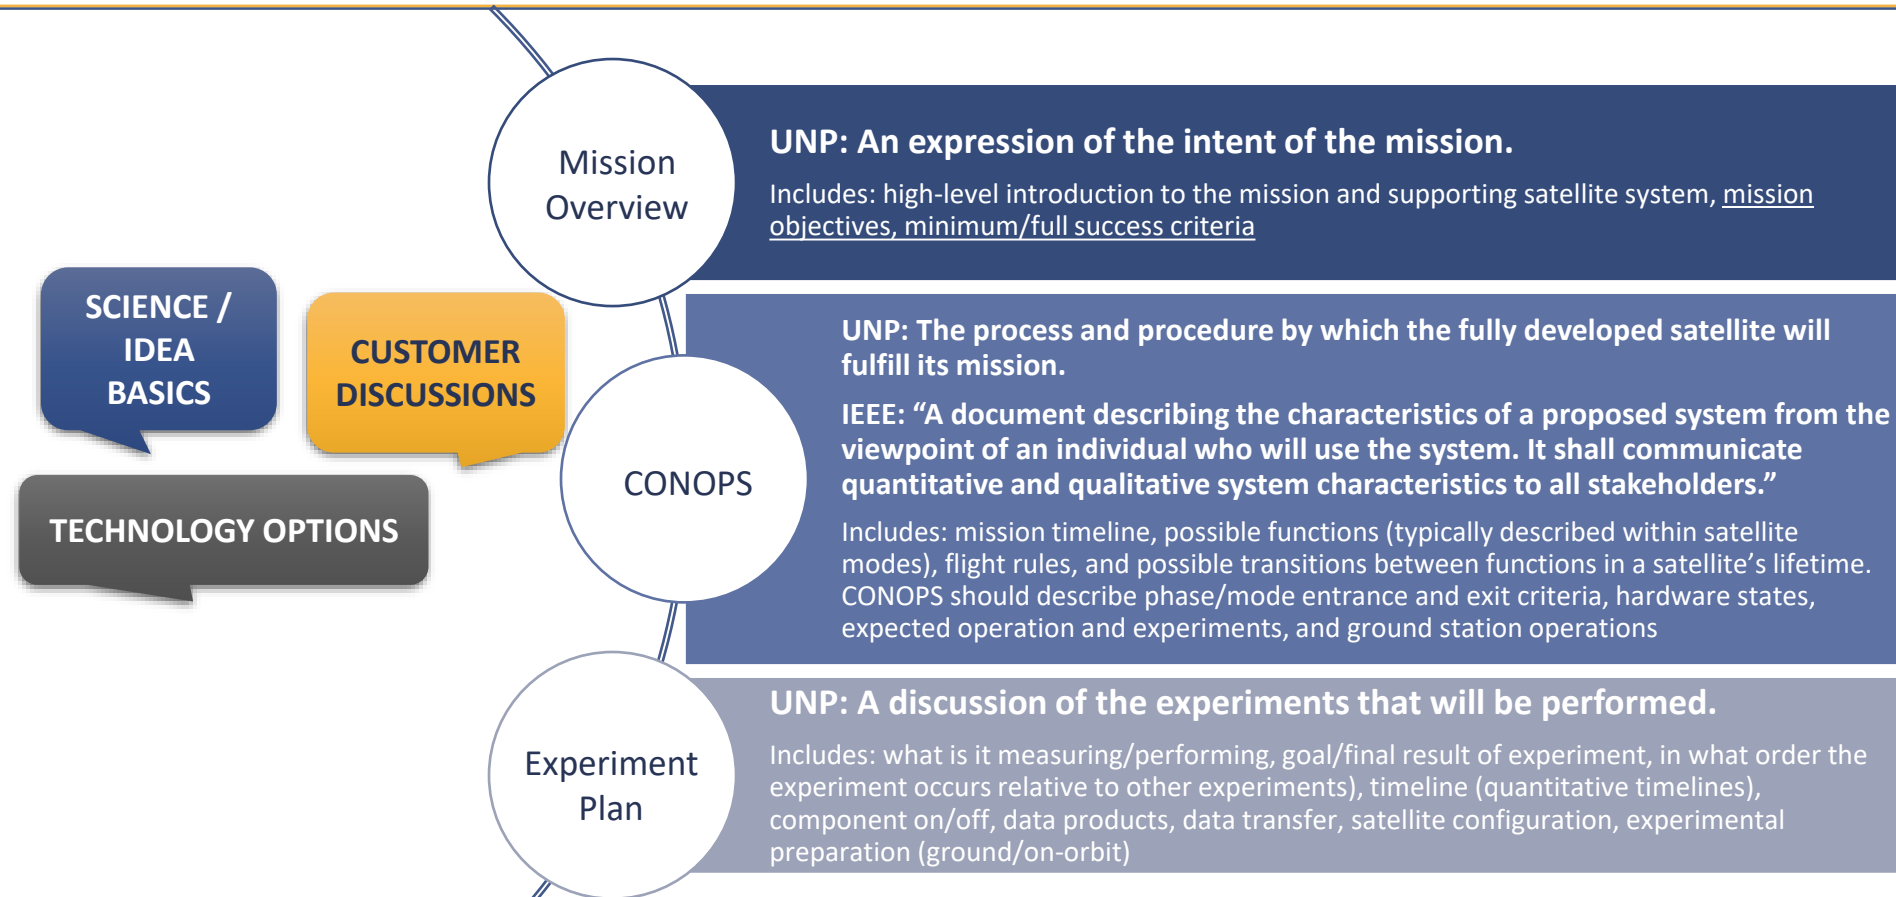 Mission
Overview
UNP: An expression of the intent of the mission.
Includes: high-level introduction to the mission and supporting satellite system, mission
objectives, minimum/full success criteria
SCIENCE /
IDEA
BASICS
CUSTOMER
DISCUSSIONS
TECHNOLOGY OPTIONS
CONOPS
UNP: The process and procedure by which the fully developed satellite will
fulfill its mission.
IEEE: “A document describing the characteristics of a proposed system from the
viewpoint of an individual who will use the system. It shall communicate
quantitative and qualitative system characteristics to all stakeholders.”
Includes: mission timeline, possible functions (typically described within satellite
modes), flight rules, and possible transitions between functions in a satellite’s lifetime.
CONOPS should describe phase/mode entrance and exit criteria, hardware states,
expected operation and experiments, and ground station operations
Experiment
Plan
UNP: A discussion of the experiments that will be performed.
Includes: what is it measuring/performing, goal/final result of experiment, in what order the
experiment occurs relative to other experiments), timeline (quantitative timelines),
component on/off, data products, data transfer, satellite configuration, experimental
preparation (ground/on-orbit)